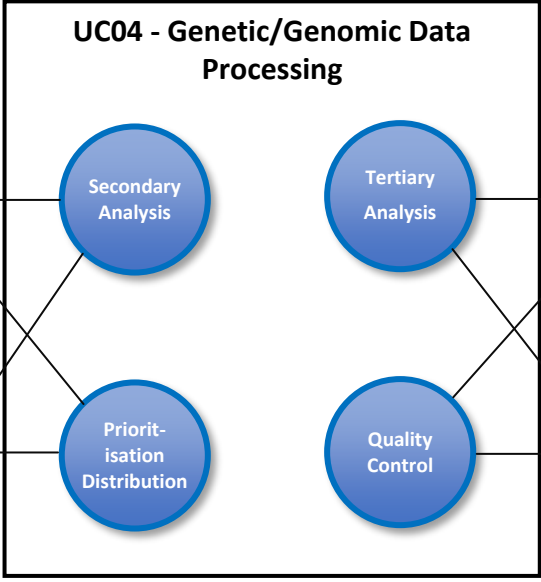 UC04 - Genetic/Genomic Data
Processing
Secondary
Analysis
Tertiary
Analysis
Priorit-
isation
Distribution
Quality
Control